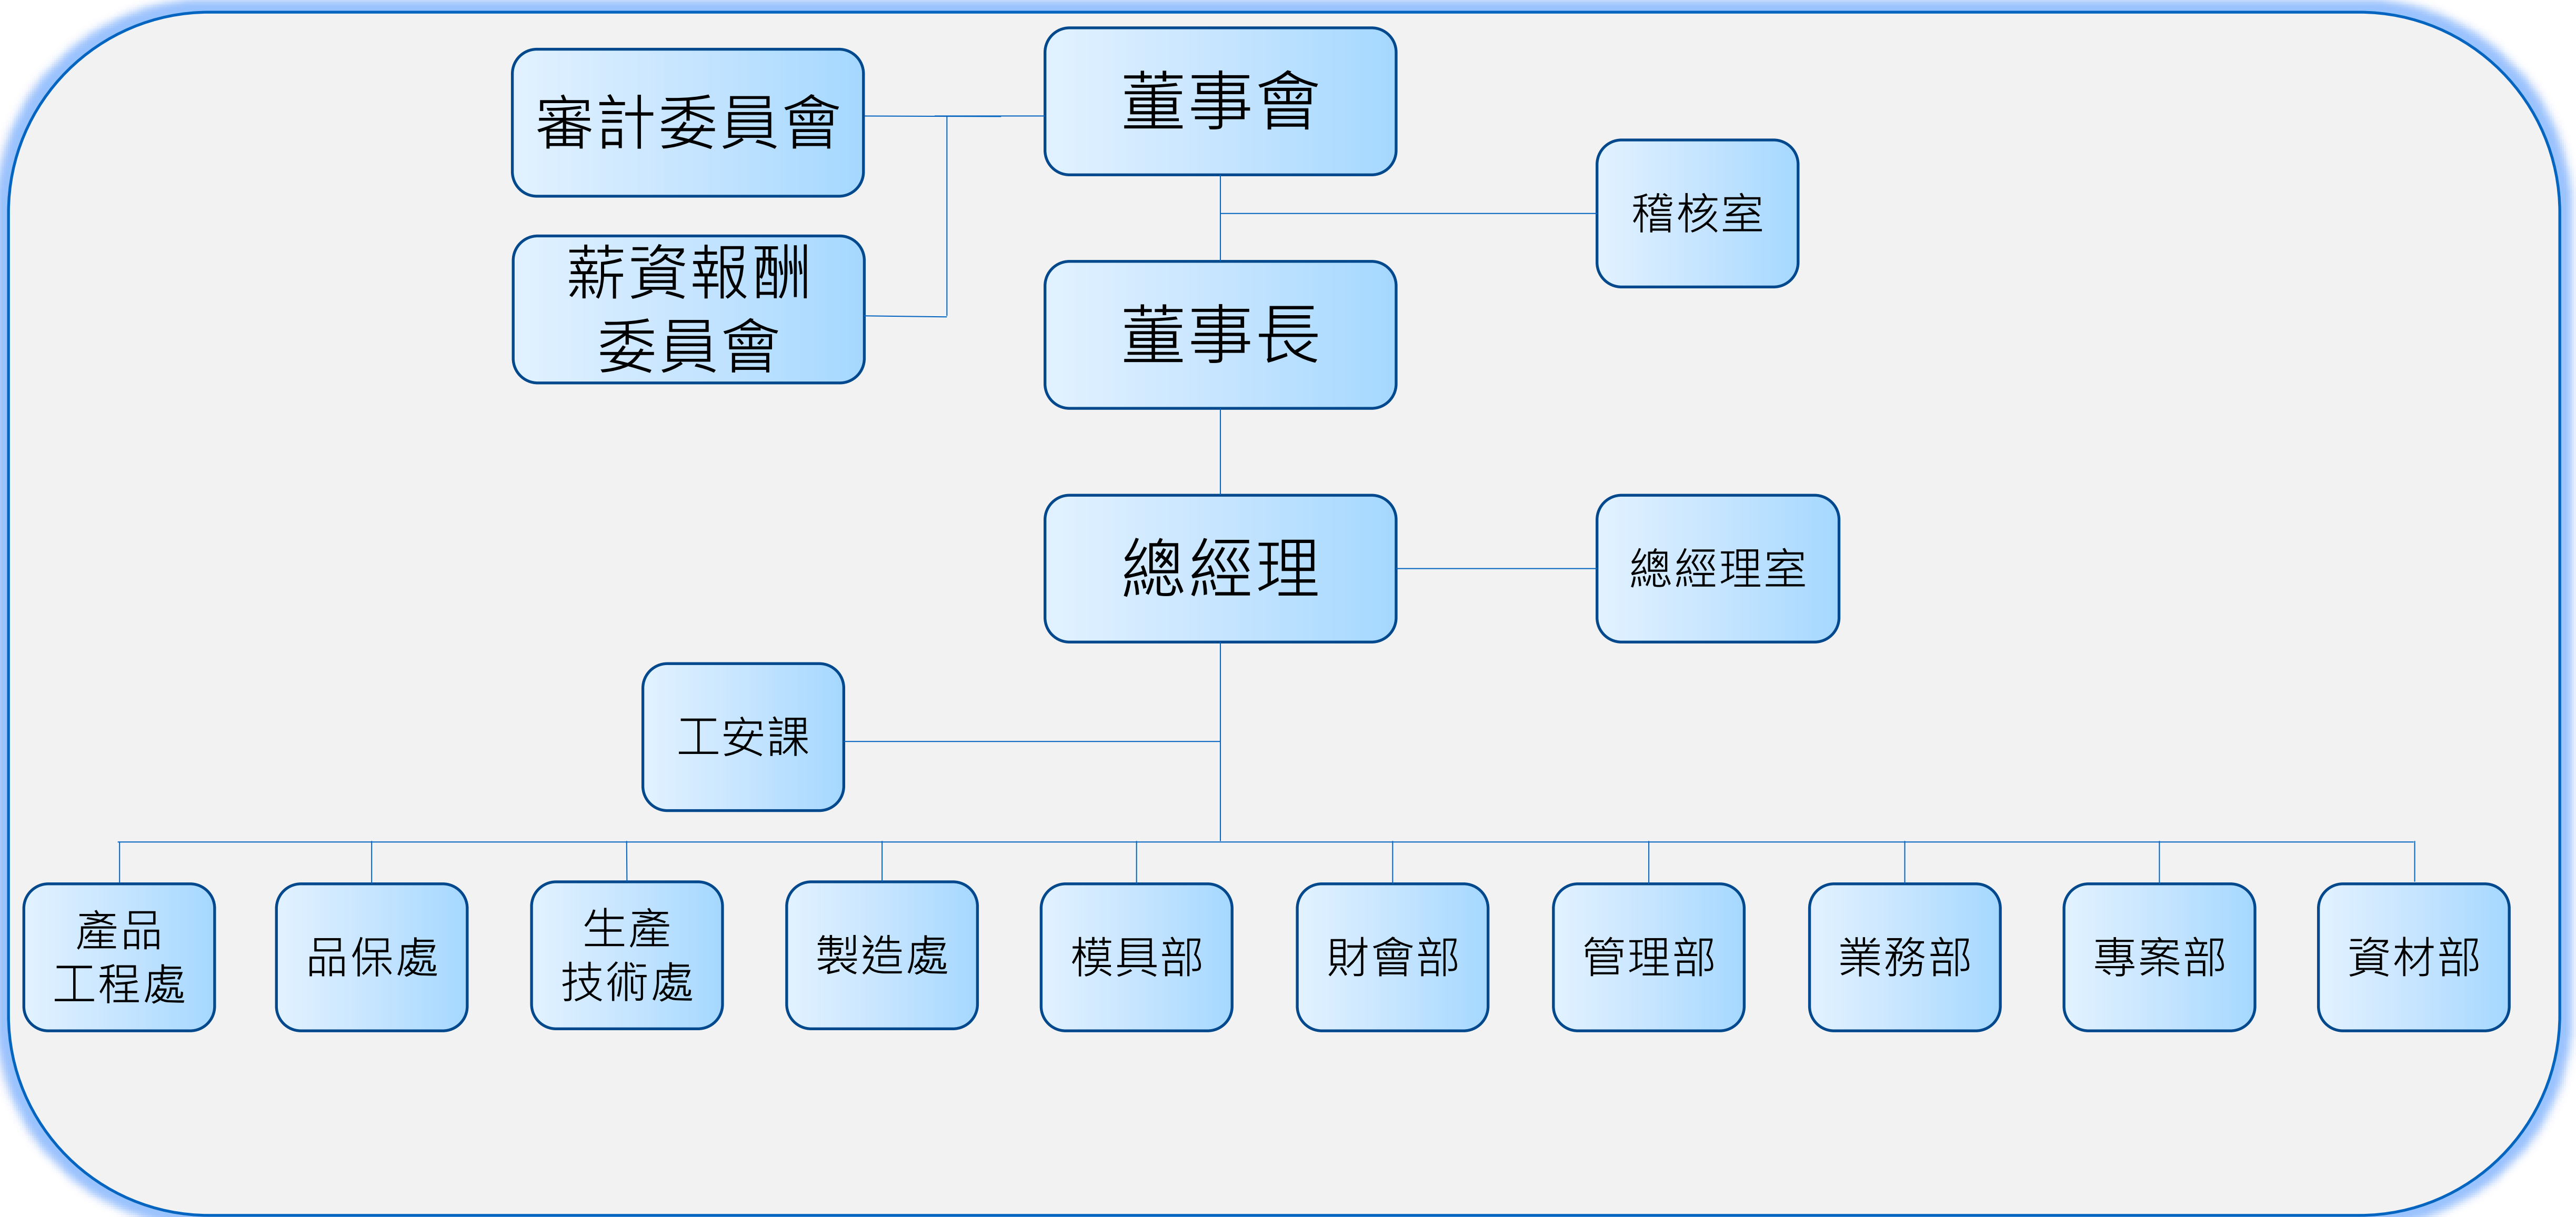 董事會
審計委員會
稽核室
薪資報酬
委員會
董事長
總經理
總經理室
工安課
產品
工程處
品保處
生產
技術處
製造處
模具部
財會部
管理部
業務部
專案部
資材部